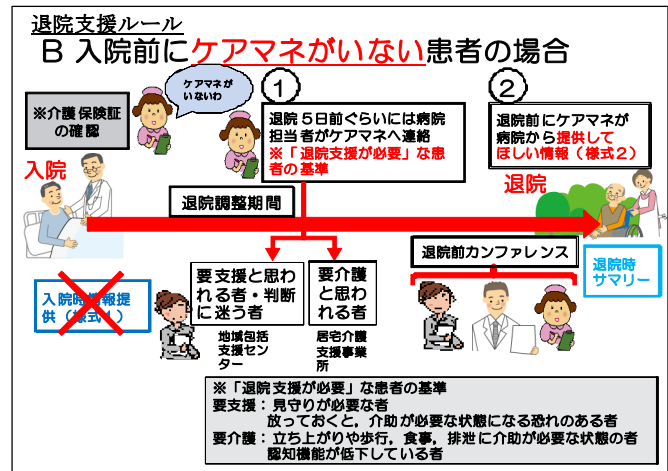 退院支援ルール
B 入院前にケアマネがいない患者の場合
ケアマネが
いないわ
※介護保険証
の確認
①
退院５日前ぐらいには病院
担当者がケアマネへ連絡
※「退院支援が必要」な患
者の基準
②
退院前にケアマネが
病院から提供して
ほしい情報（様式２）
入院
退院
退院調整期間
退院前カンファレンス
退院時
サマリー
入院時情報提
供（様式１）
要支援と思わ
れる者・判断
に迷う者
要介護
と思わ
れる者
地域包括
支援セン
ター
居宅介護
支援事業
所
※「退院支援が必要」な患者の基準
要支援：見守りが必要な者
放っておくと，介助が必要な状態になる恐れのある者
要介護：立ち上がりや歩行，食事，排泄に介助が必要な状態の者
認知機能が低下している者